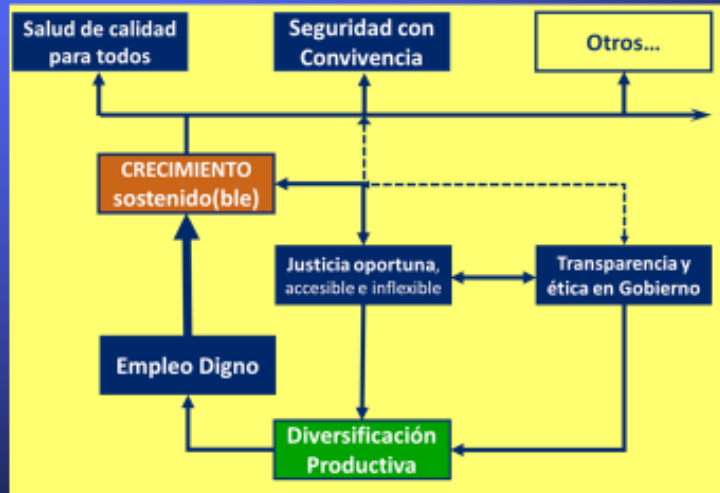 Salud de calidad
para todos
Seguridad con
Convivencia
Otros...
CRECIMIENTO
sostenido(ble)
Justicia oportuna,
accesible e inflexible
Transparencia y
ética en Gobierno
Empleo Digno
Diversificación
Productiva